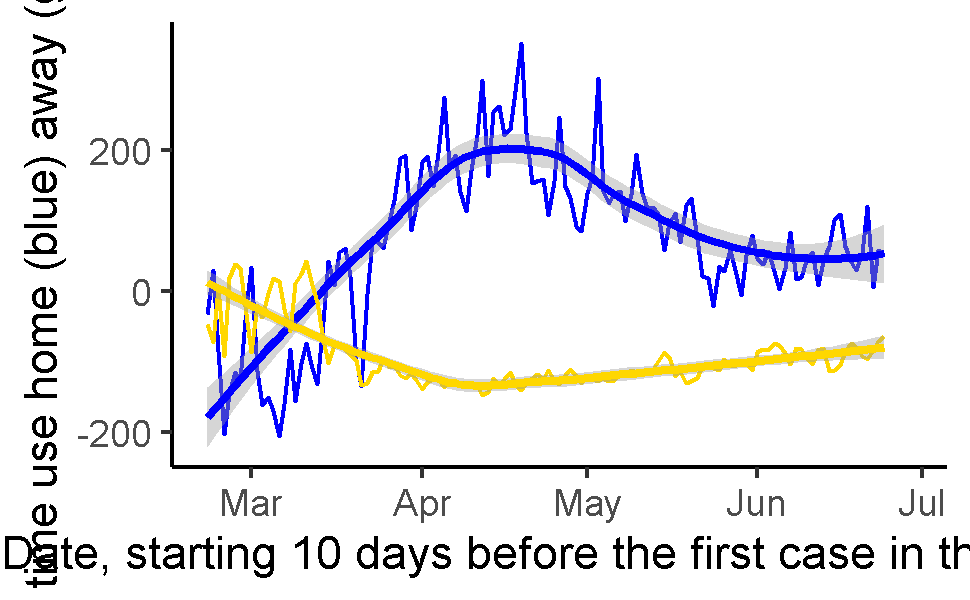 time use home (blue) away (
200
0
-200
Mar Apr May Jun Jul
Date, starting 10 days before the first case in th